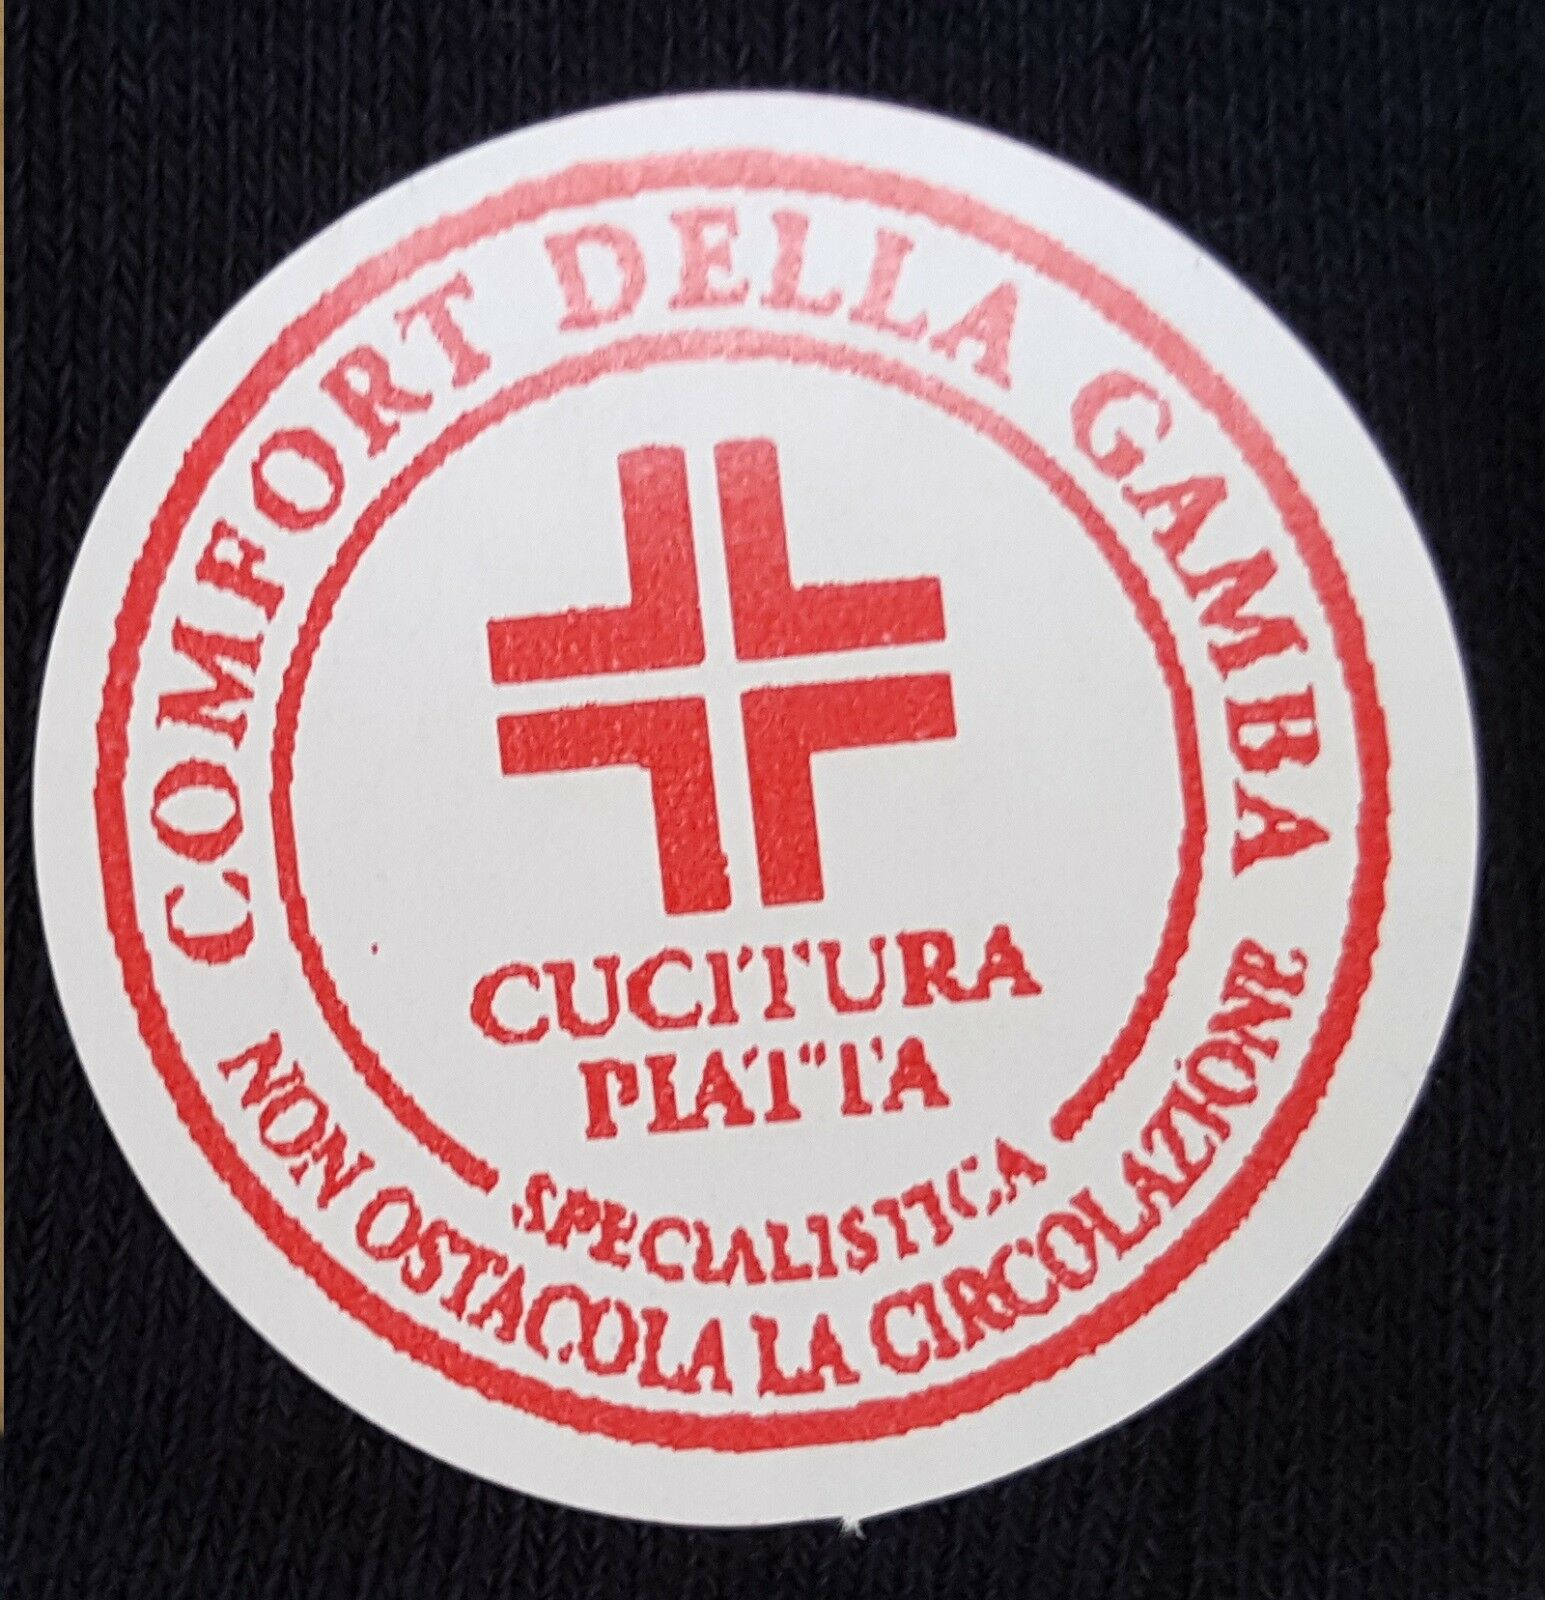 COMFORT DELLA GAMBA
CUCITURA
PIATTA
SPECIALISTICA
NON OSTACOLA LA CIRCOLAZIONE